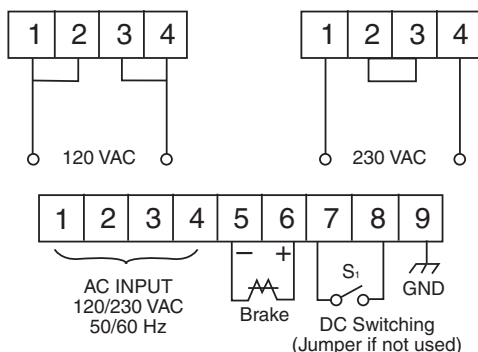 1 2 3 4
120 VAC
1 2 3 4
230 VAC
1 2 3 4 5 6 7 8 9
− +
S1
AC INPUT
120/230 VAC
50/60 Hz
Brake
DC Switching
(Jumper if not used)
GND